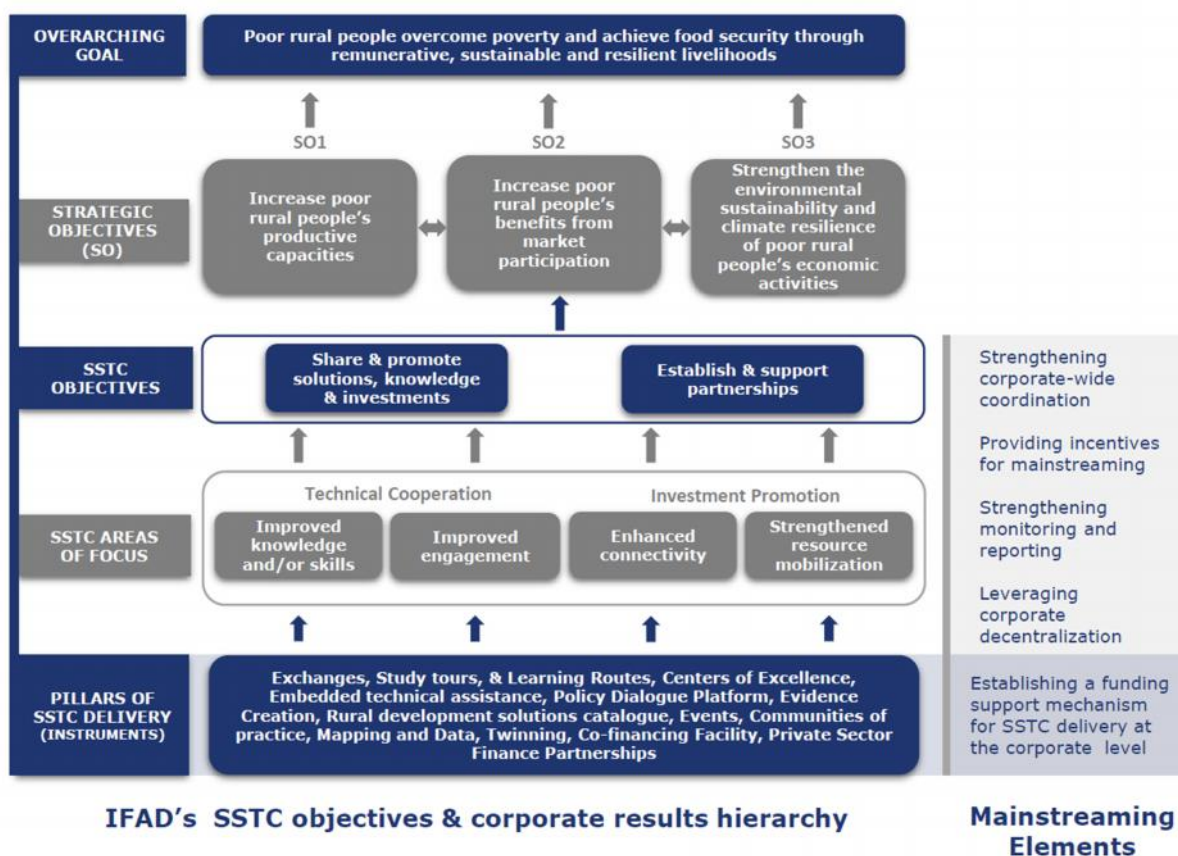 OVERARCHING
GOAL
Poor rural people overcome poverty and achieve food security through
remunerative, sustainable and resilient livelihoods
SO1
SO2
SO3
STRATEGIC
OBJECTIVES
(SO)
Increase poor
rural people's
productive
capacities
Increase poor
rural people's
benefits from
market
participation
Strengthen the
environmental
sustainability and
climate resilience
of poor rural
people's economic
activities
SSTC
OBJECTIVES
Share & promote
solutions, knowledge
& investments
Establish & support
partnerships
SSTC AREAS
OF FOCUS
Technical Cooperation
Investment Promotion
Improved
knowledge
and/or skills
Improved
engagement
Enhanced
connectivity
Strengthened
resource
mobilization
PILLARS OF
SSTC DELIVERY
(INSTRUMENTS)
Exchanges, Study tours, & Learning Routes, Centers of Excellence,
Embedded technical assistance, Policy Dialogue Platform, Evidence
Creation, Rural development solutions catalogue, Events, Communities of
practice, Mapping and Data, Twinning, Co-financing Facility, Private Sector
Finance Partnerships
Strengthening
corporate-wide
coordination
Providing incentives
for mainstreaming
Strengthening
monitoring and
reporting
Leveraging
corporate
decentralization
Establishing a funding
support mechanism
for SSTC delivery at
the corporate level
IFAD's SSTC objectives & corporate results hierarchy
Mainstreaming
Elements